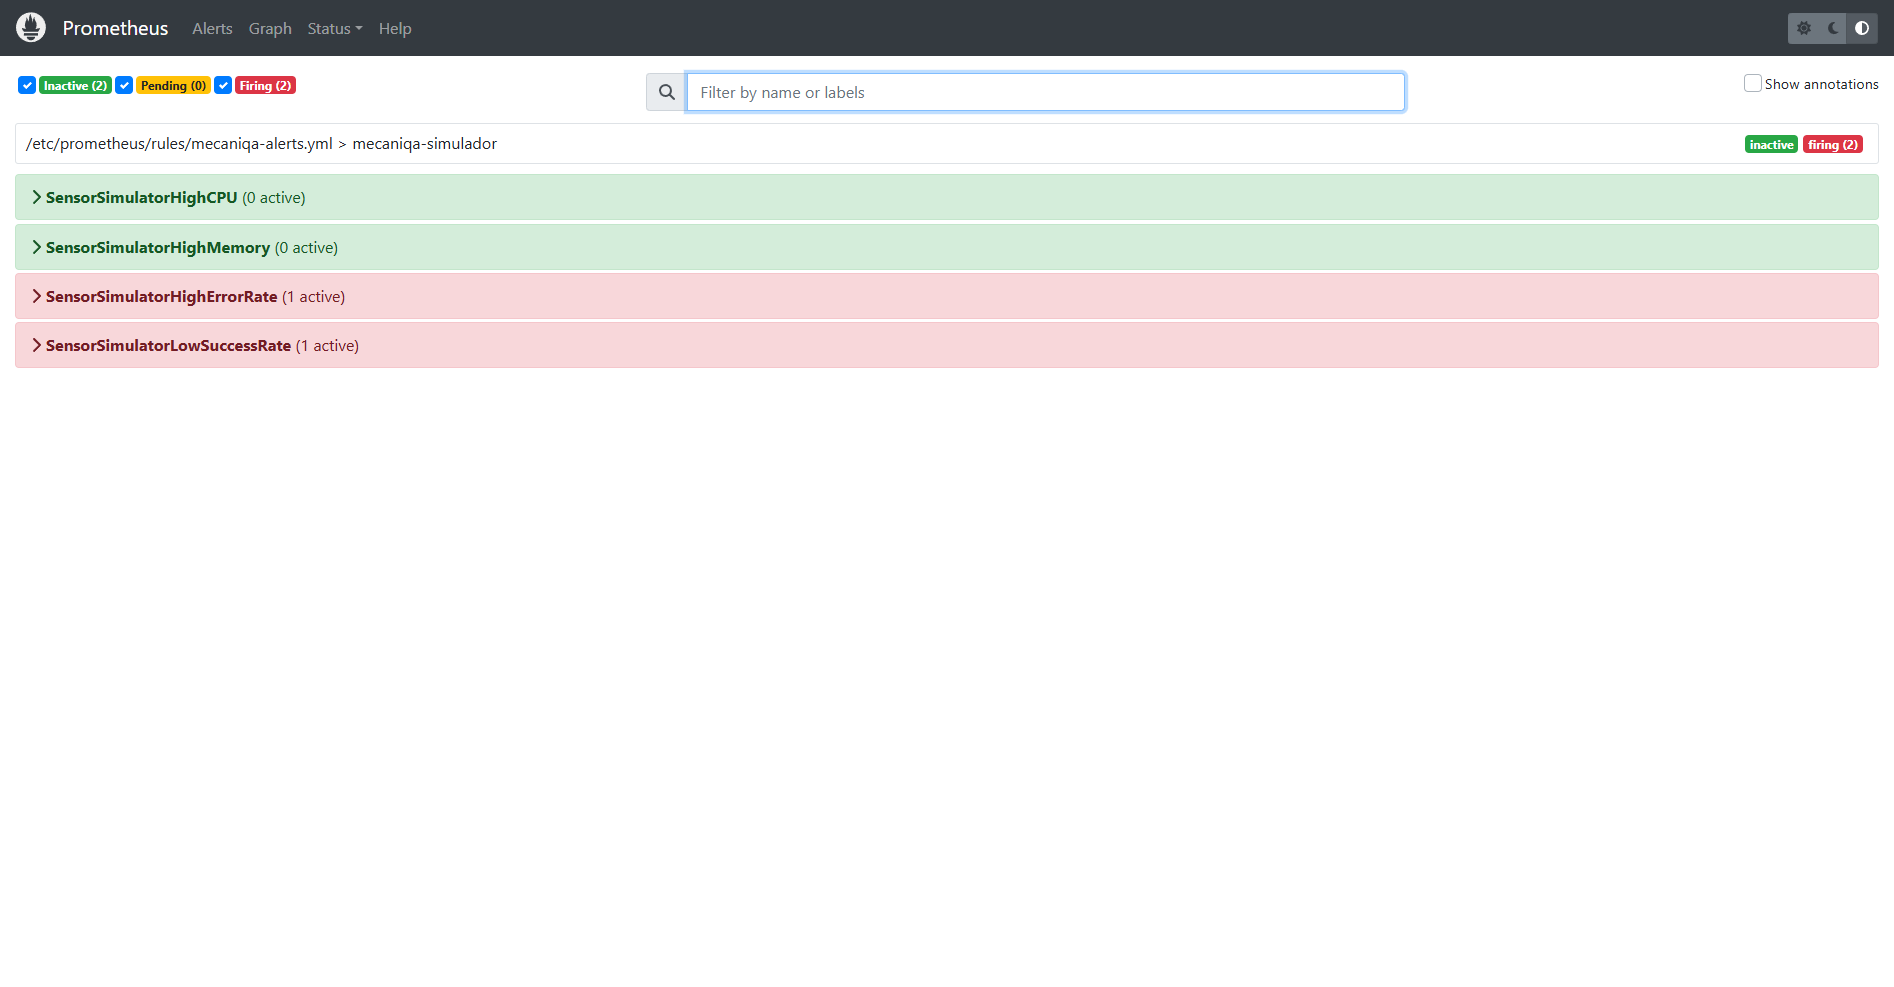 Prometheus Alerts Graph Status Help
Inactive (2) Pending (0) Firing (2) Filter by name or labels Show annotations
/etc/prometheus/rules/mecaniqa-alerts.yml > mecaniqa-simulador inactive firing (2)
SensorSimulatorHighCPU (0 active)
SensorSimulatorHighMemory (0 active)
SensorSimulatorHighErrorRate (1 active)
SensorSimulatorLowSuccessRate (1 active)